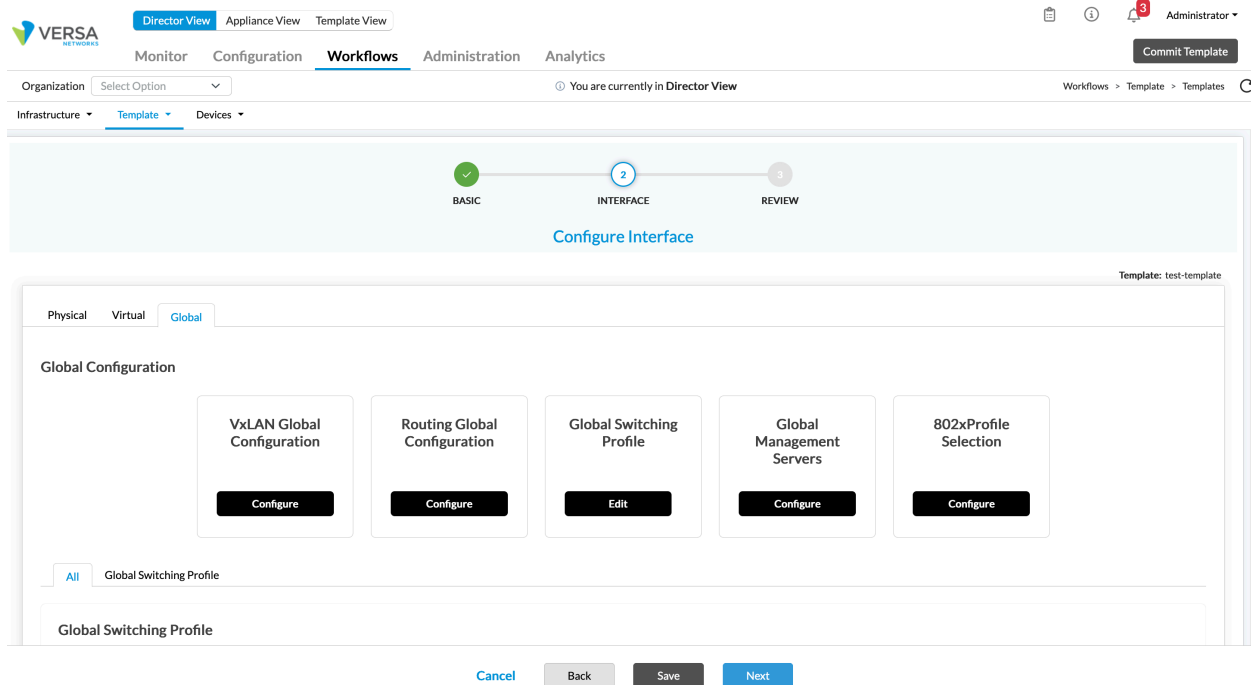 Director View Appliance View Template View
3
Administrator
VERSA
NETWORKS
Monitor Configuration Workflows Administration Analytics
Commit Template
Organization Select Option
You are currently in Director View
Workflows > Template > Templates
Infrastructure Template Devices
2 3
BASIC INTERFACE REVIEW
Configure Interface
Template: test-template
Physical Virtual Global
Global Configuration
VxLAN Global
Configuration
Configure
Routing Global
Configuration
Configure
Global Switching
Profile
Edit
Global
Management
Servers
Configure
802xProfile
Selection
Configure
All Global Switching Profile
Global Switching Profile
Cancel Back Save Next